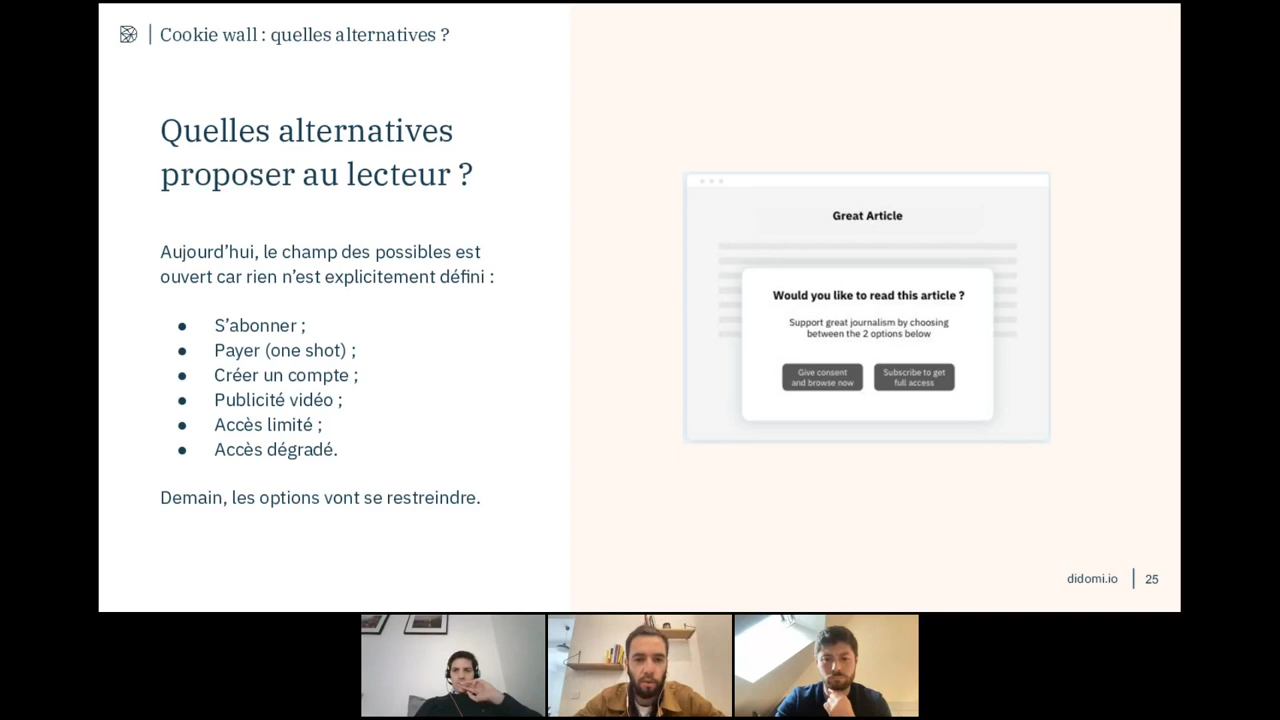 Cookie wall : quelles alternatives ?
Quelles alternatives
proposer au lecteur ?
Aujourd'hui, le champ des possibles est
ouvert car rien n'est explicitement défini :
● S'abonner ;
● Payer (one shot) ;
● Créer un compte ;
● Publicité vidéo ;
● Accès limité ;
● Accès dégradé.
Demain, les options vont se restreindre.
Great Article
Would you like to read this article ?
Support great journalism by choosing
between the 2 options below
Give consent
and browse now
Subscribe to get
full access
didomi.io
25